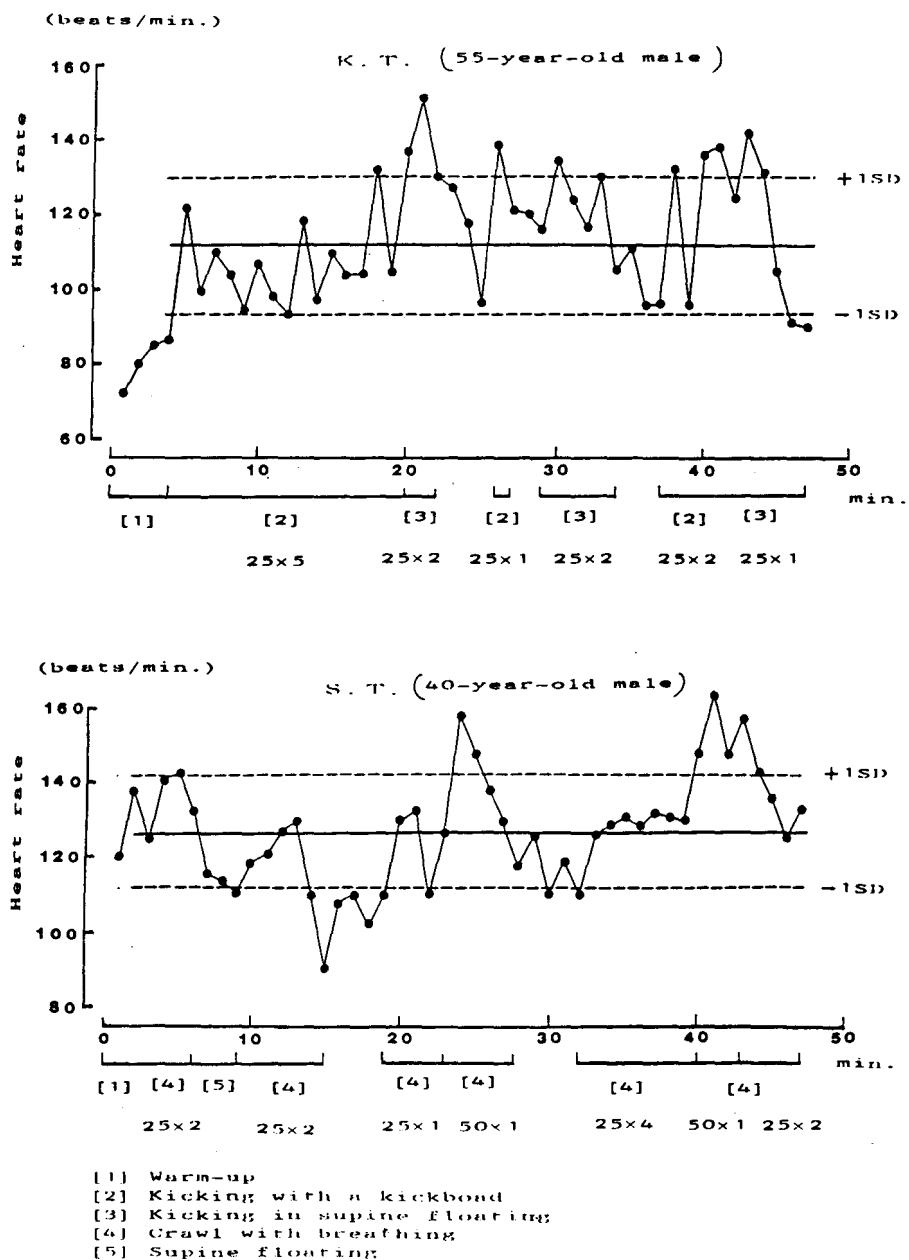 (beats/min.)
K. T. (55-year-old male)
Heart rate
160
140
120
100
80
60
+1SD
-1SD
0 10 20 30 40 50
min.
[1] [2] [3] [2] [3] [2] [3]
25×5 25×2 25×1 25×2 25×2 25×1
(beats/min.)
S. T. (40-year-old male)
Heart rate
160
140
120
100
80
+1SD
-1SD
0 10 20 30 40 50
min.
[1] [4] [5] [4] [4] [4] [4] [4]
25×2 25×2 25×1 50×1 25×4 50×1 25×2
[1] Warm-up
[2] Kicking with a kickboad
[3] Kicking in supine floating
[4] Crawl with breathing
[5] Supine floating